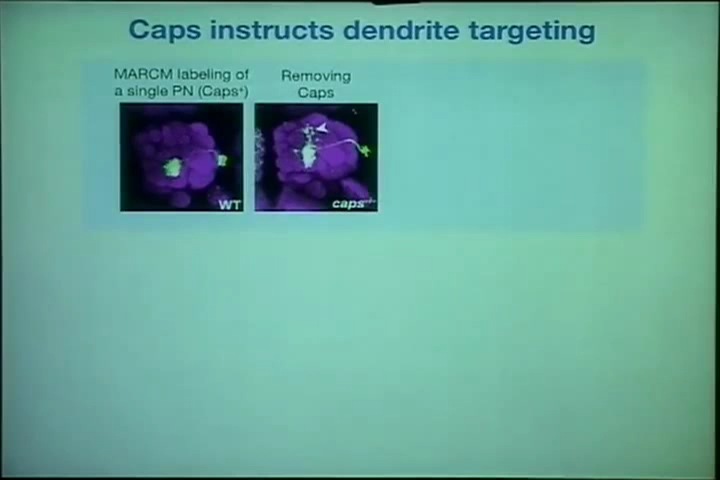 Caps instructs dendrite targeting
MARCM labeling of
a single PN (Caps⁺)
Removing
Caps
WT
caps⁻/⁻